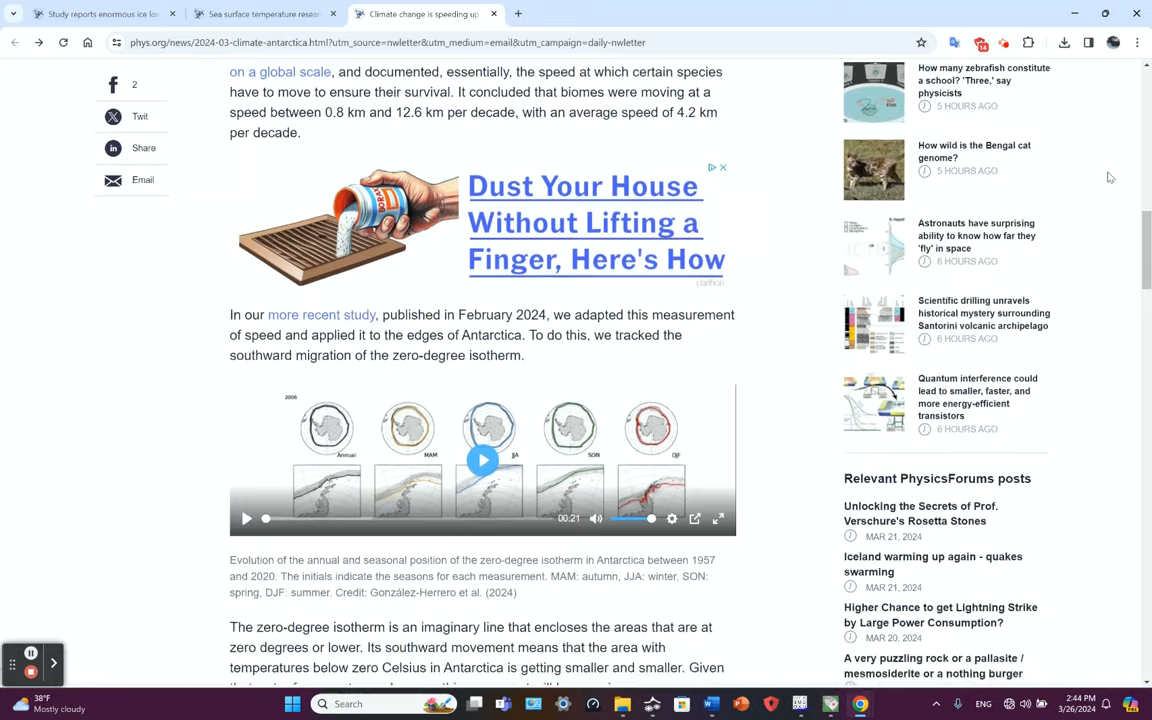 Study reports enormous ice los
Sea surface temperature resear
Climate change is speeding up
phys.org/news/2024-03-climate-antarctica.html?utm_source=nwletter&utm_medium=email&utm_campaign=daily-nwletter
14
2
Twit
Share
Email
on a global scale, and documented, essentially, the speed at which certain species
have to move to ensure their survival. It concluded that biomes were moving at a
speed between 0.8 km and 12.6 km per decade, with an average speed of 4.2 km
per decade.
BORAX
Dust Your House
Without Lifting a
Finger, Here's How
clarifion
In our more recent study, published in February 2024, we adapted this measurement
of speed and applied it to the edges of Antarctica. To do this, we tracked the
southward migration of the zero-degree isotherm.
2006
Annual
MAM
JJA
SON
DJF
00:21
Evolution of the annual and seasonal position of the zero-degree isotherm in Antarctica between 1957
and 2020. The initials indicate the seasons for each measurement. MAM: autumn, JJA: winter, SON:
spring, DJF: summer. Credit: González-Herrero et al. (2024)
The zero-degree isotherm is an imaginary line that encloses the areas that are at
zero degrees or lower. Its southward movement means that the area with
temperatures below zero Celsius in Antarctica is getting smaller and smaller. Given
How many zebrafish constitute
a school? 'Three,' say
physicists
5 HOURS AGO
How wild is the Bengal cat
genome?
5 HOURS AGO
Astronauts have surprising
ability to know how far they
'fly' in space
6 HOURS AGO
Scientific drilling unravels
historical mystery surrounding
Santorini volcanic archipelago
6 HOURS AGO
Quantum interference could
lead to smaller, faster, and
more energy-efficient
transistors
6 HOURS AGO
Relevant PhysicsForums posts
Unlocking the Secrets of Prof.
Verschure's Rosetta Stones
MAR 21, 2024
Iceland warming up again - quakes
swarming
MAR 21, 2024
Higher Chance to get Lightning Strike
by Large Power Consumption?
MAR 20, 2024
A very puzzling rock or a pallasite /
mesmosiderite or a nothing burger
38°F
Mostly cloudy
Search
ENG
2:44 PM
3/26/2024